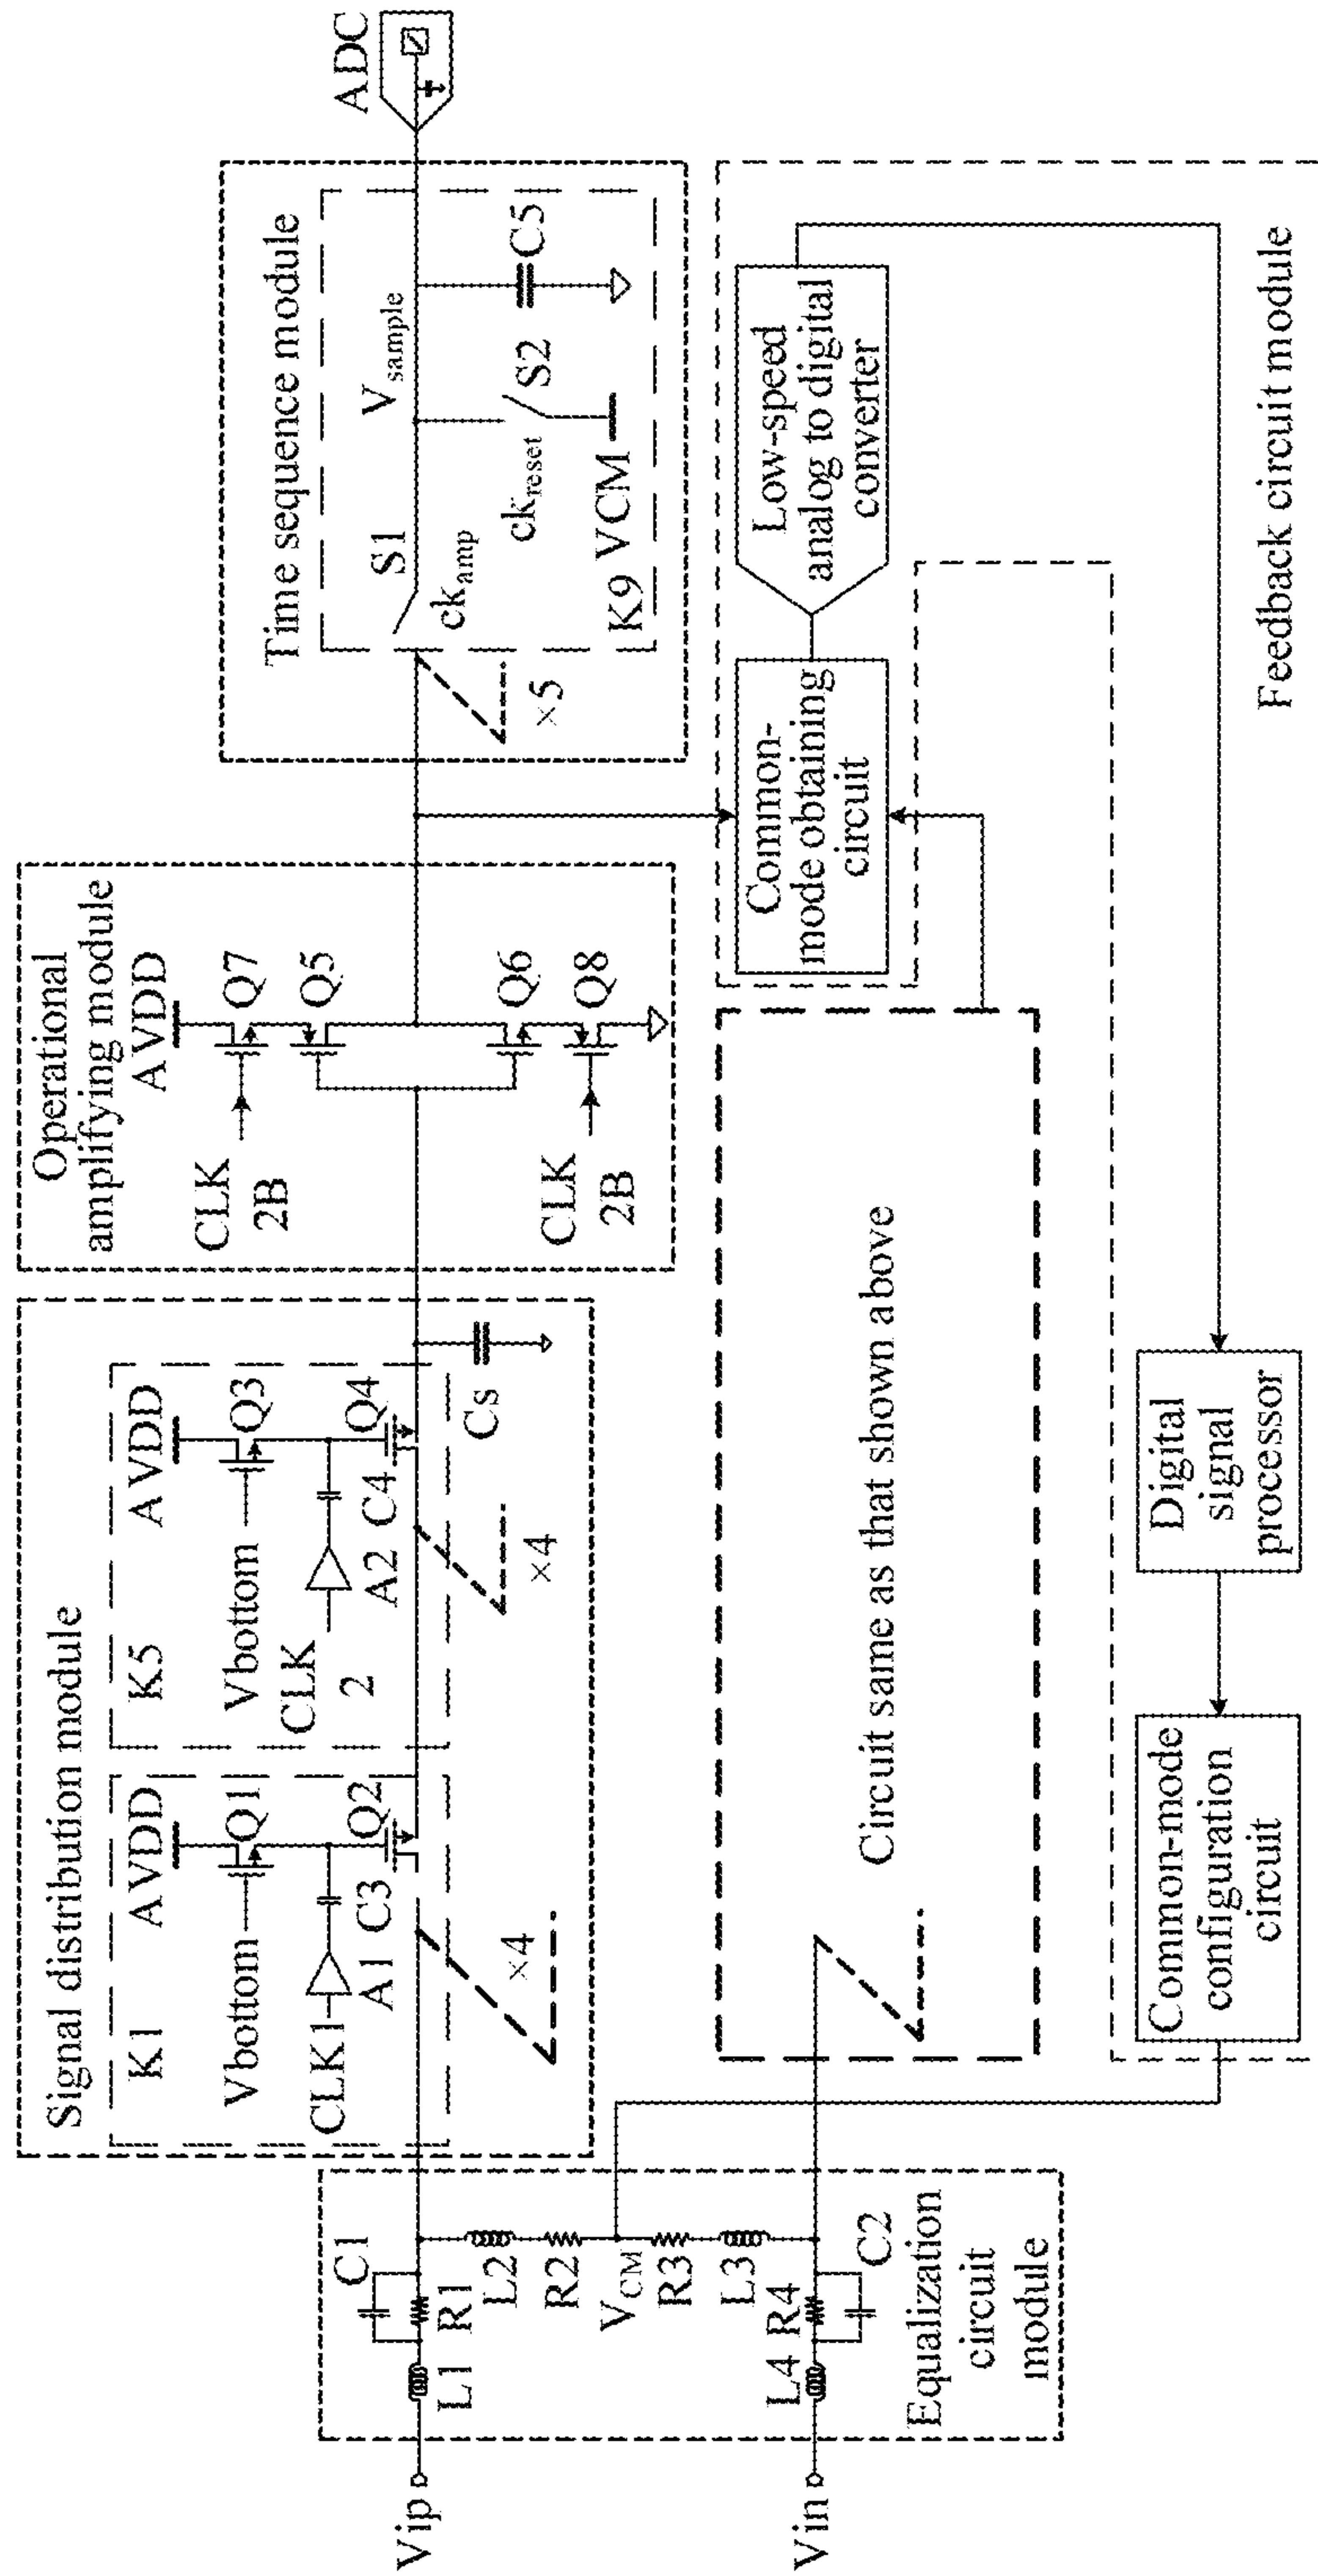 Vip
L1
R1
C1
L2
R2
V_CM
R3
L3
Vin
L4
R4
C2
Equalization
circuit
module
Signal distribution module
K1
AVDD
Vbottom
Q1
CLK1
A1
C3
Q2
×4
K5
AVDD
Vbottom
Q3
CLK
2
A2
C4
Q4
×4
Cs
Operational
amplifying module
AVDD
CLK
2B
Q7
Q5
Q6
CLK
2B
Q8
Time sequence module
S1
V_sample
ck_amp
ck_reset
S2
C5
K9
VCM
×5
ADC
Circuit same as that shown above
Common-
mode obtaining
circuit
Low-speed
analog to digital
converter
Common-mode
configuration
circuit
Digital
signal
processor
Feedback circuit module